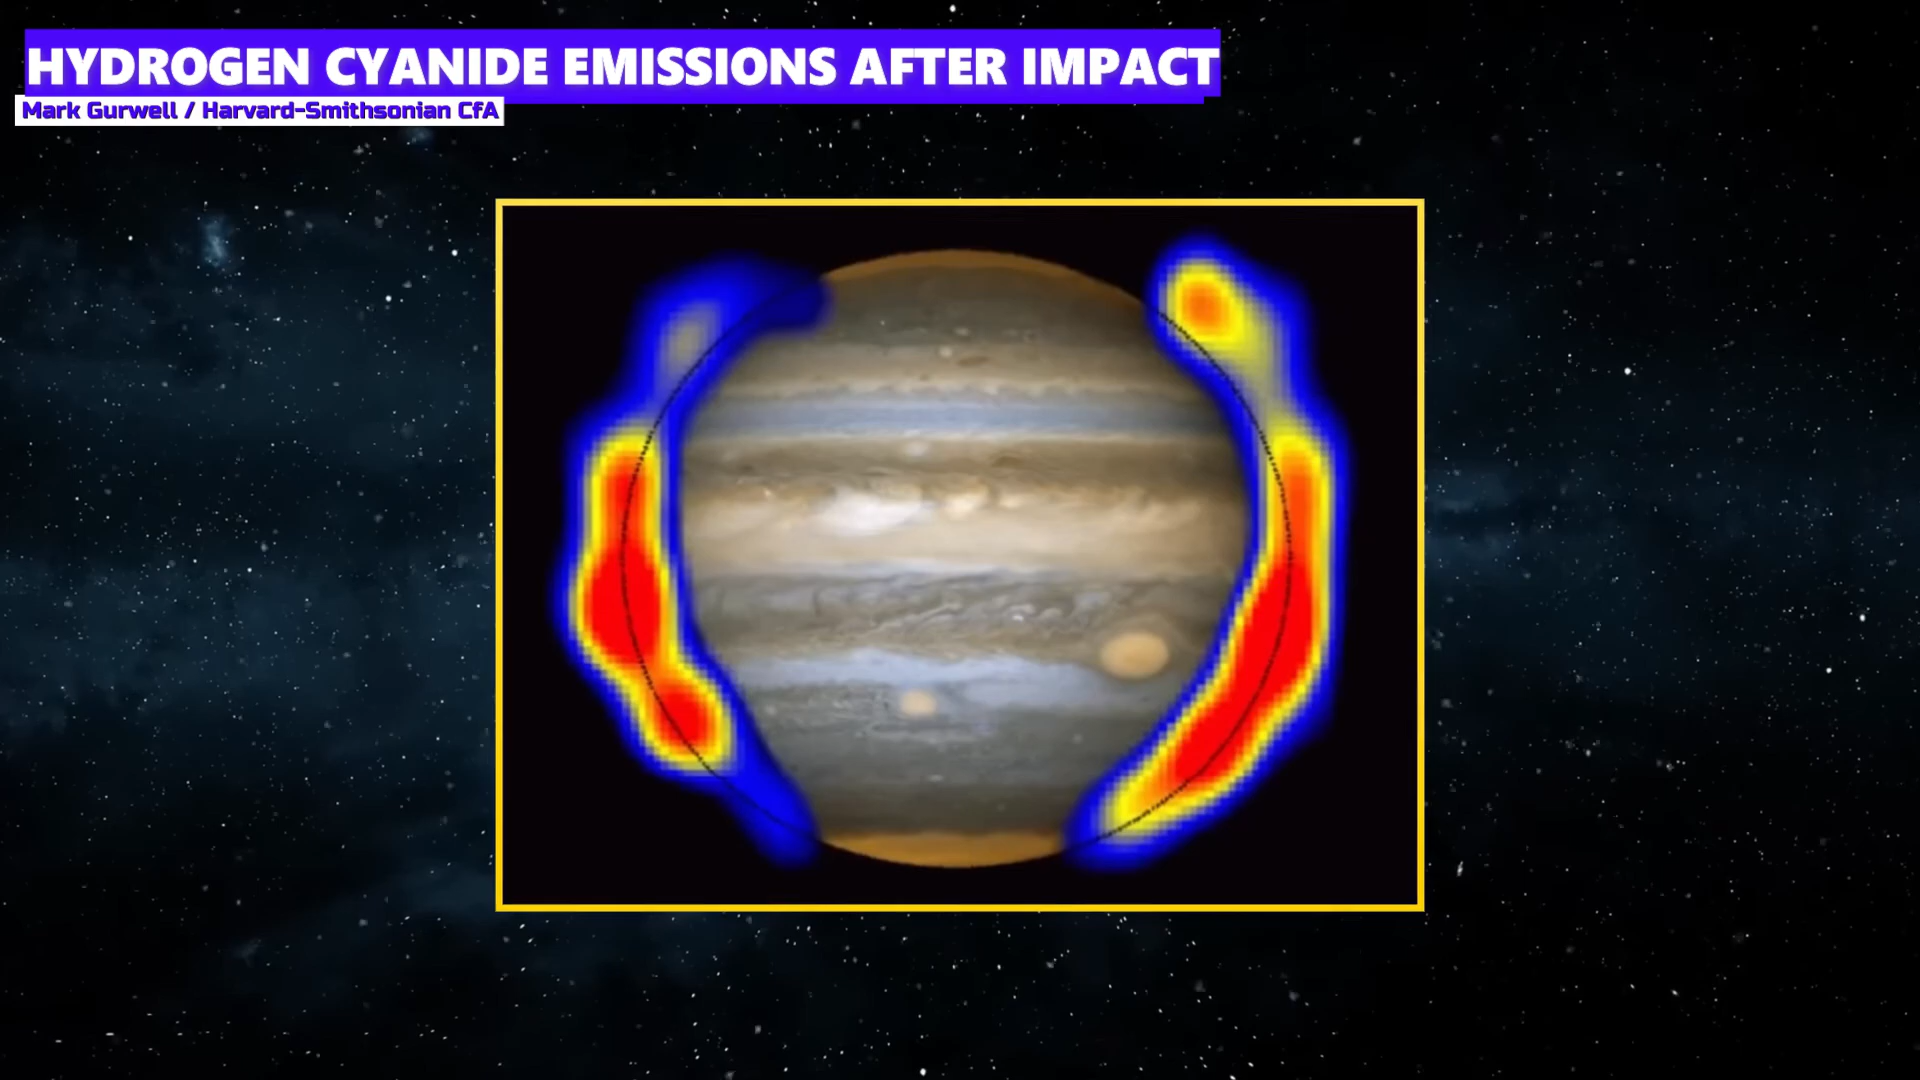 HYDROGEN CYANIDE EMISSIONS AFTER IMPACT
Mark Gurwell / Harvard-Smithsonian CfA